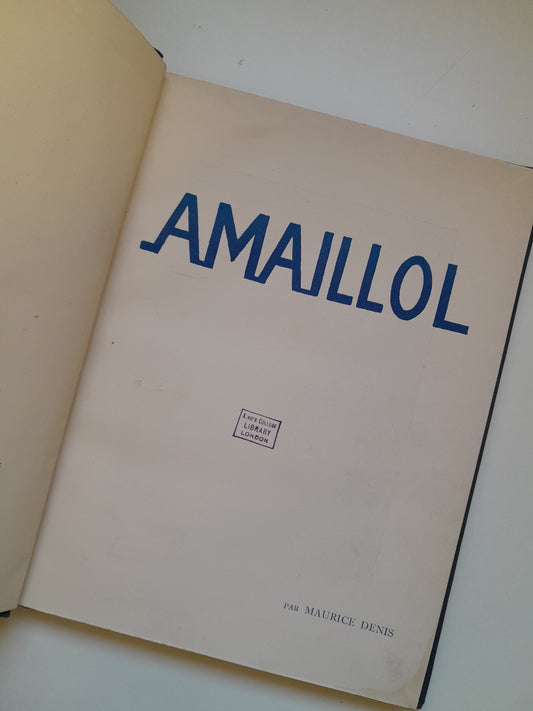 AMAILLOL
KING'S COLLEGE
LIBRARY
LONDON
PAR MAURICE DENIS